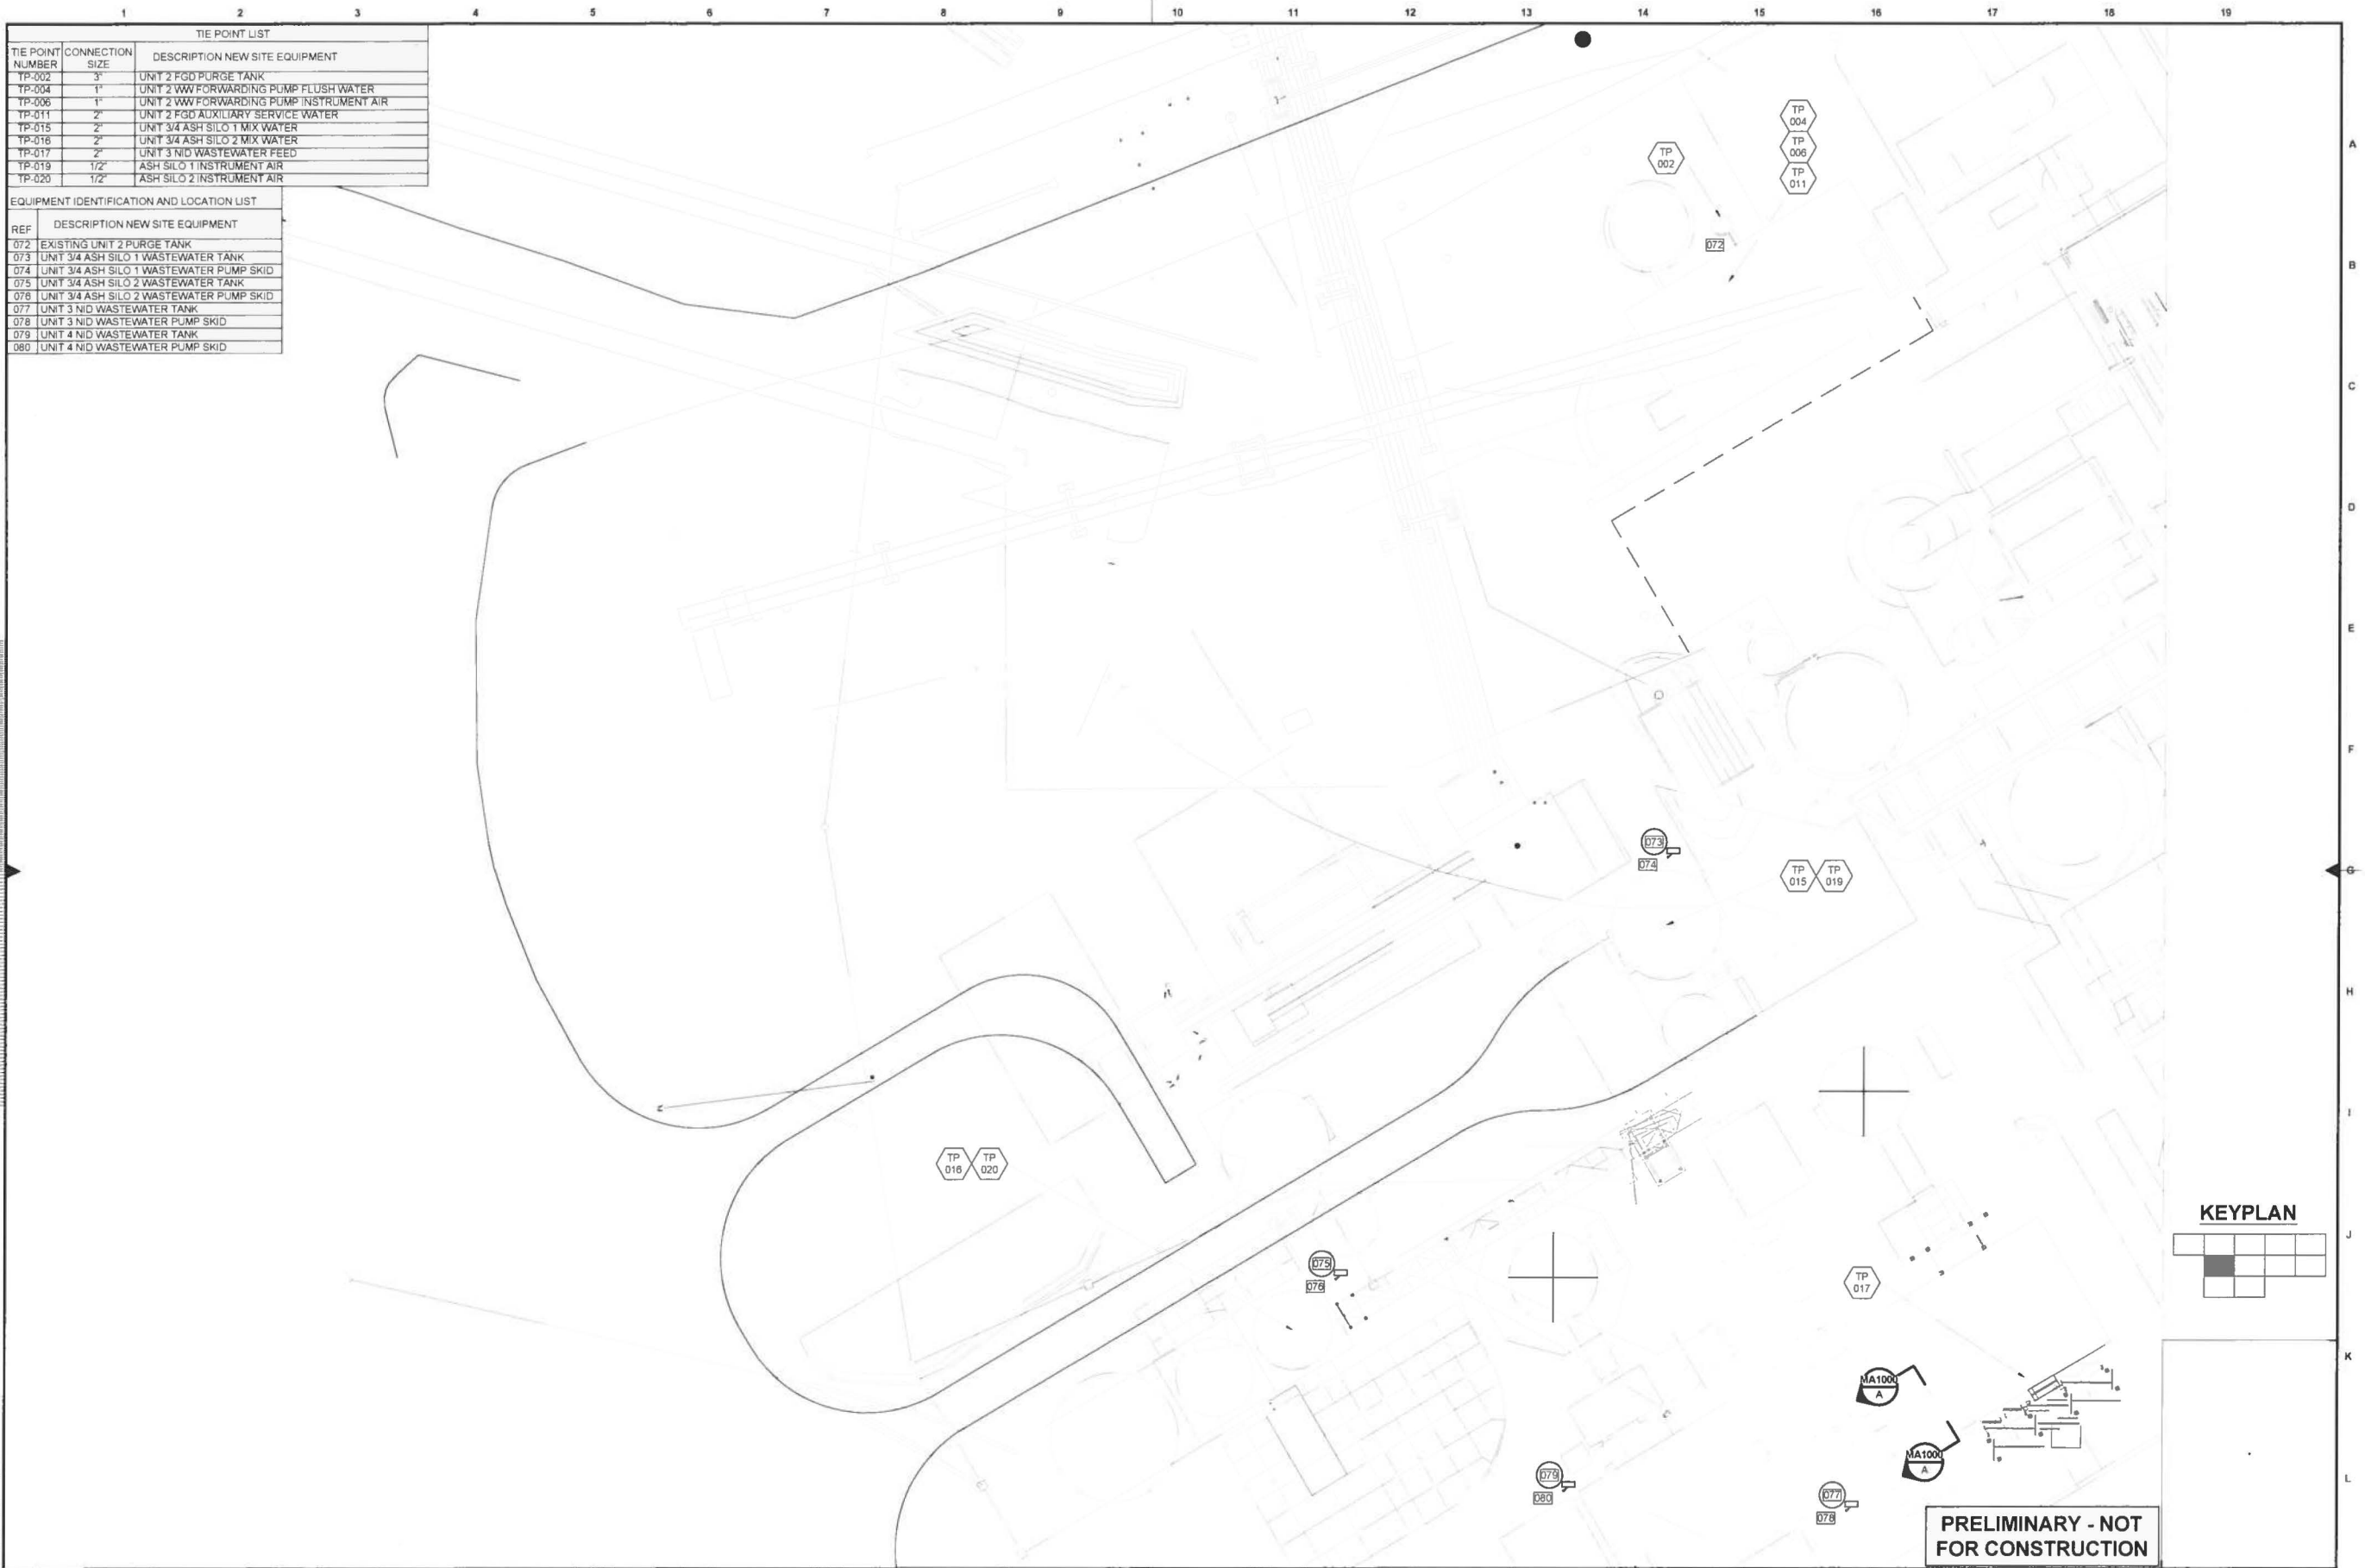 1 2 3 4 5 6 7 8 9 10 11 12 13 14 15 16 17 18 19
TIE POINT LIST
TIE POINT NUMBER CONNECTION SIZE DESCRIPTION NEW SITE EQUIPMENT
TP-002 3" UNIT 2 FGD PURGE TANK
TP-004 1" UNIT 2 WW FORWARDING PUMP FLUSH WATER
TP-006 1" UNIT 2 WW FORWARDING PUMP INSTRUMENT AIR
TP-011 2" UNIT 2 FGD AUXILIARY SERVICE WATER
TP-015 2" UNIT 3/4 ASH SILO 1 MIX WATER
TP-016 2" UNIT 3/4 ASH SILO 2 MIX WATER
TP-017 2" UNIT 3 NID WASTEWATER FEED
TP-019 1/2" ASH SILO 1 INSTRUMENT AIR
TP-020 1/2" ASH SILO 2 INSTRUMENT AIR
EQUIPMENT IDENTIFICATION AND LOCATION LIST
REF DESCRIPTION NEW SITE EQUIPMENT
072 EXISTING UNIT 2 PURGE TANK
073 UNIT 3/4 ASH SILO 1 WASTEWATER TANK
074 UNIT 3/4 ASH SILO 1 WASTEWATER PUMP SKID
075 UNIT 3/4 ASH SILO 2 WASTEWATER TANK
076 UNIT 3/4 ASH SILO 2 WASTEWATER PUMP SKID
077 UNIT 3 NID WASTEWATER TANK
078 UNIT 3 NID WASTEWATER PUMP SKID
079 UNIT 4 NID WASTEWATER TANK
080 UNIT 4 NID WASTEWATER PUMP SKID
TP
004
TP
006
TP
011
TP
002
072
A
B
C
D
E
F
G
H
I
J
K
L
073
074
TP
015
TP
019
TP
016
TP
020
075
076
TP
017
KEYPLAN
MA1000
A
MA1000
A
079
080
077
078
PRELIMINARY - NOT
FOR CONSTRUCTION